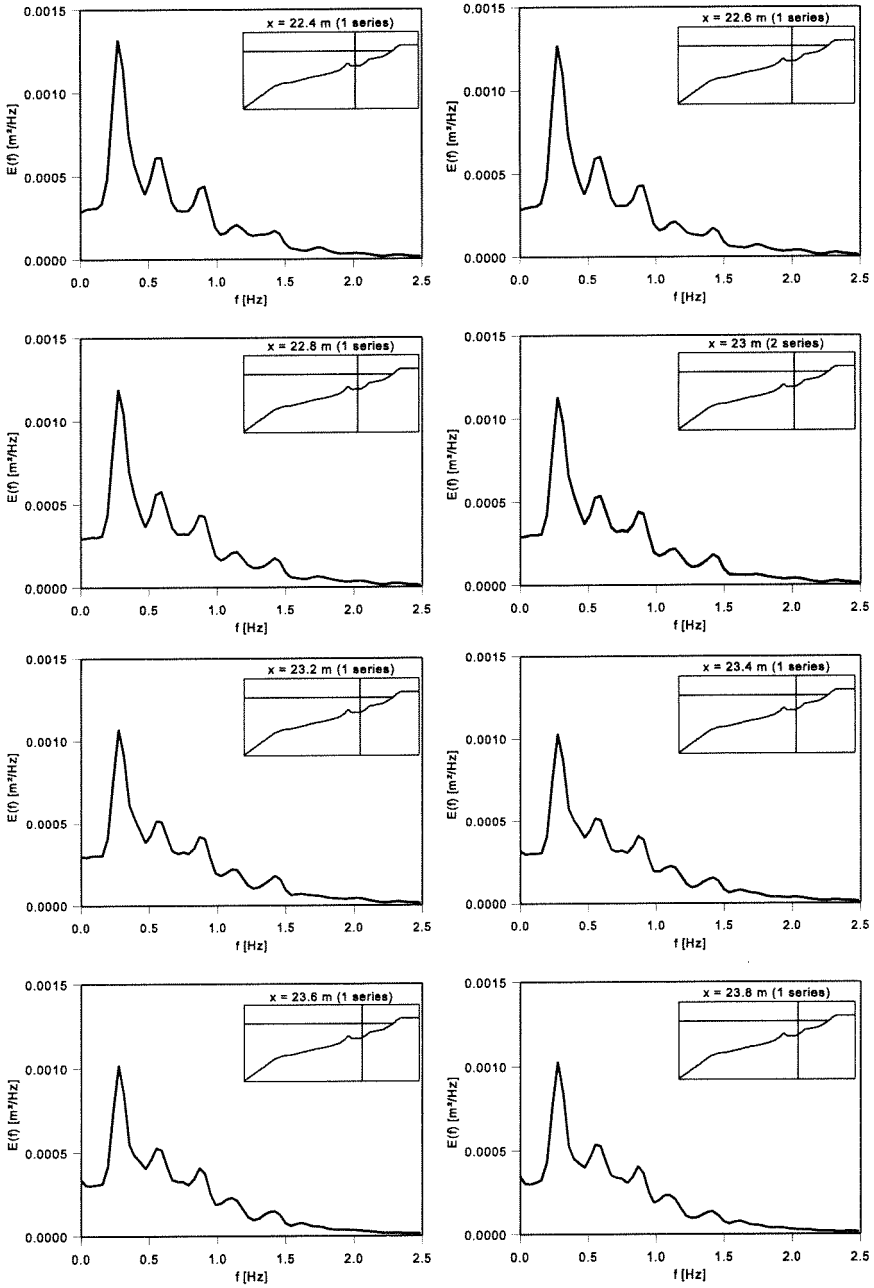 x = 22.4 m (1 series)
E(f) [m²/Hz]
0.0015
0.0010
0.0005
0.0000
0.0 0.5 1.0 1.5 2.0 2.5
f [Hz]
x = 22.6 m (1 series)
E(f) [m²/Hz]
0.0015
0.0010
0.0005
0.0000
0.0 0.5 1.0 1.5 2.0 2.5
f [Hz]
x = 22.8 m (1 series)
E(f) [m²/Hz]
0.0015
0.0010
0.0005
0.0000
0.0 0.5 1.0 1.5 2.0 2.5
f [Hz]
x = 23 m (2 series)
E(f) [m²/Hz]
0.0015
0.0010
0.0005
0.0000
0.0 0.5 1.0 1.5 2.0 2.5
f [Hz]
x = 23.2 m (1 series)
E(f) [m²/Hz]
0.0015
0.0010
0.0005
0.0000
0.0 0.5 1.0 1.5 2.0 2.5
f [Hz]
x = 23.4 m (1 series)
E(f) [m²/Hz]
0.0015
0.0010
0.0005
0.0000
0.0 0.5 1.0 1.5 2.0 2.5
f [Hz]
x = 23.6 m (1 series)
E(f) [m²/Hz]
0.0015
0.0010
0.0005
0.0000
0.0 0.5 1.0 1.5 2.0 2.5
f [Hz]
x = 23.8 m (1 series)
E(f) [m²/Hz]
0.0015
0.0010
0.0005
0.0000
0.0 0.5 1.0 1.5 2.0 2.5
f [Hz]